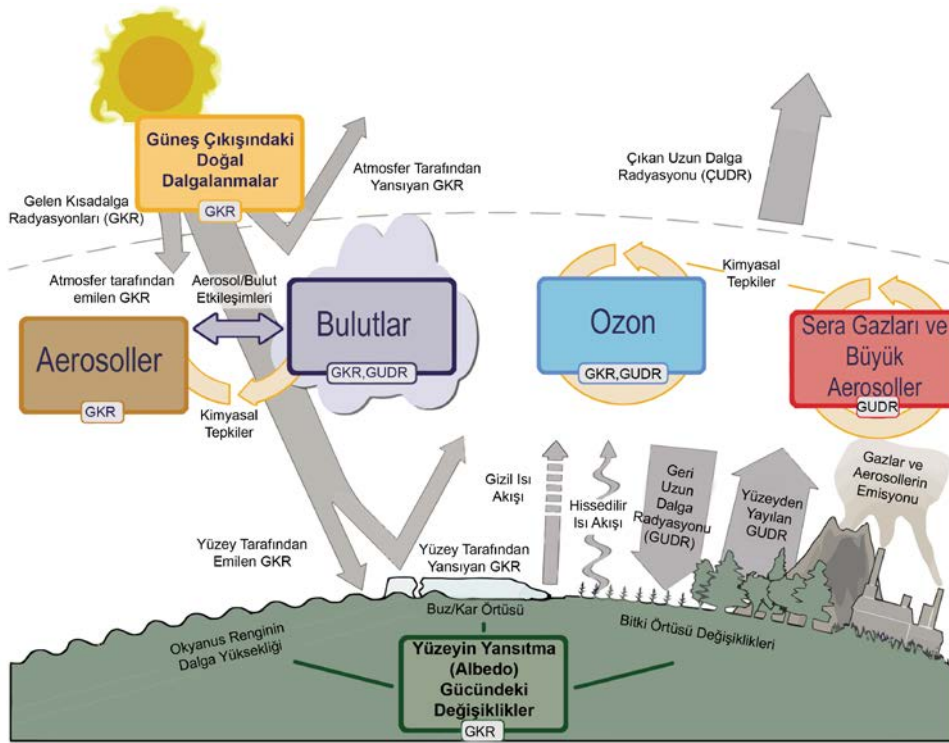 Güneş Çıkışındaki
Doğal
Dalgalanmalar
GKR
Gelen Kısadalga
Radyasyonları (GKR)
Atmosfer Tarafından
Yansıyan GKR
Çıkan Uzun Dalga
Radyasyonu (ÇUDR)
Atmosfer tarafından
emilen GKR
Aerosol/Bulut
Etkileşimleri
Kimyasal
Tepkiler
Aerosoller
GKR
Bulutlar
GKR,GUDR
Ozon
GKR,GUDR
Sera Gazları ve
Büyük
Aerosoller
GUDR
Kimyasal
Tepkiler
Gizil Isı
Akışı
Hissedilir
Isı Akışı
Geri
Uzun
Dalga
Radyasyonu
(GUDR)
Yüzeyden
Yayılan
GUDR
Gazlar ve
Aerosollerin
Emisyonu
Yüzey Tarafından
Emilen GKR
Yüzey Tarafından
Yansıyan GKR
Buz/Kar Örtüsü
Bitki Örtüsü Değişiklikleri
Okyanus Renginin
Dalga Yüksekliği
Yüzeyin Yansıtma
(Albedo)
Gücündeki
Değişiklikler
GKR